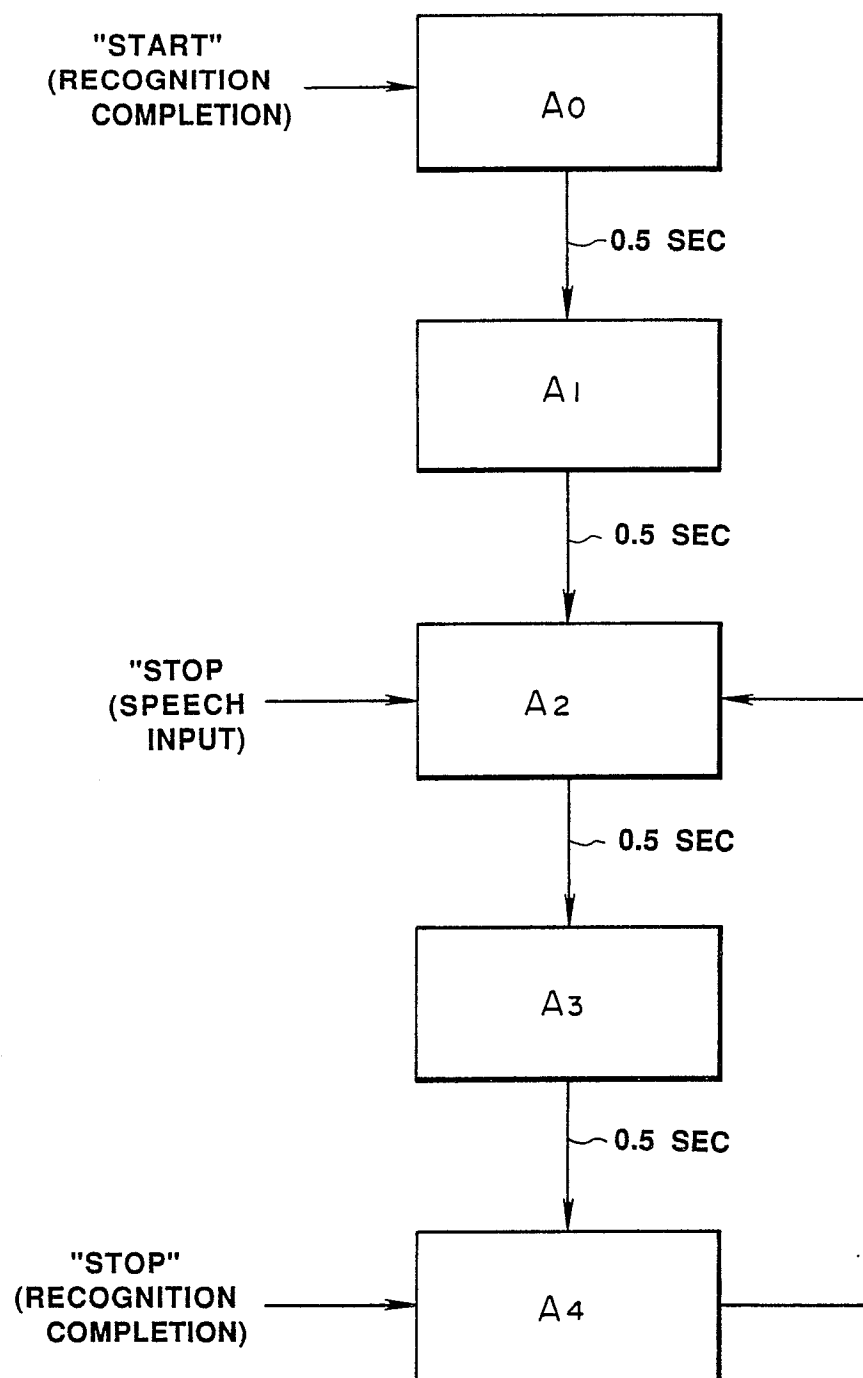 "START"
(RECOGNITION
COMPLETION)
A0
0.5 SEC
A1
0.5 SEC
"STOP
(SPEECH
INPUT)
A2
0.5 SEC
A3
0.5 SEC
"STOP"
(RECOGNITION
COMPLETION)
A4